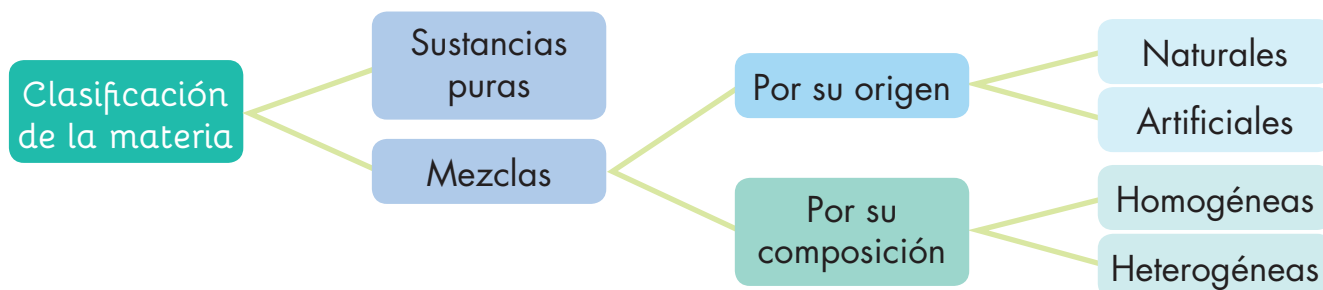 Clasificación
de la materia
Sustancias
puras
Mezclas
Por su origen
Por su
composición
Naturales
Artificiales
Homogéneas
Heterogéneas